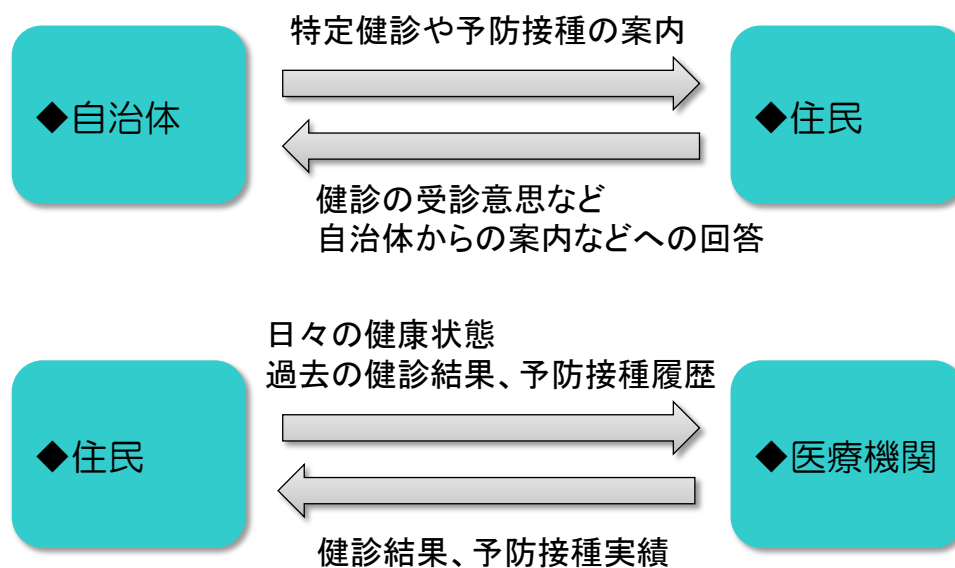 特定健診や予防接種の案内
◆自治体
◆住民
健診の受診意思など
自治体からの案内などへの回答
日々の健康状態
過去の健診結果、予防接種履歴
◆住民
◆医療機関
健診結果、予防接種実績